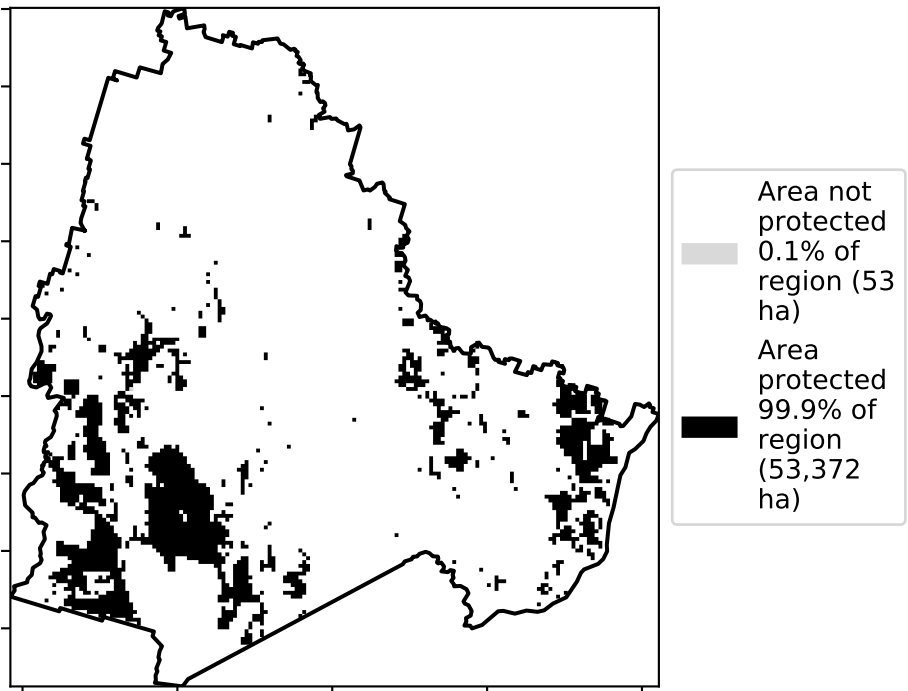 Area not
protected
0.1% of
region (53
ha)
Area
protected
99.9% of
region
(53,372
ha)